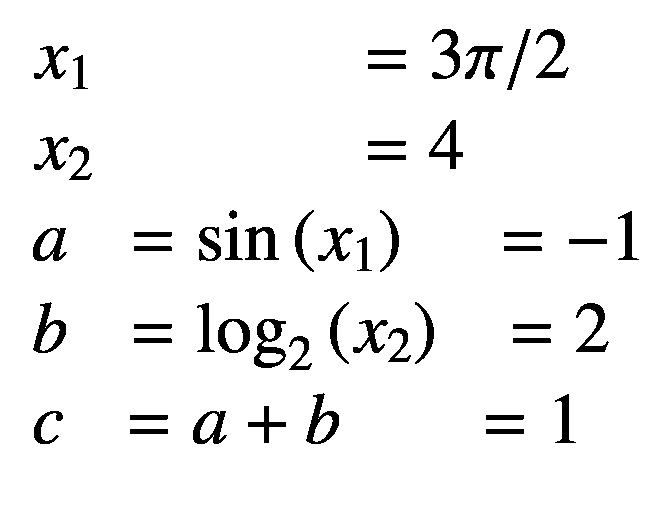 x₁ = 3π/2
x₂ = 4
a = sin (x₁) = −1
b = log₂ (x₂) = 2
c = a + b = 1